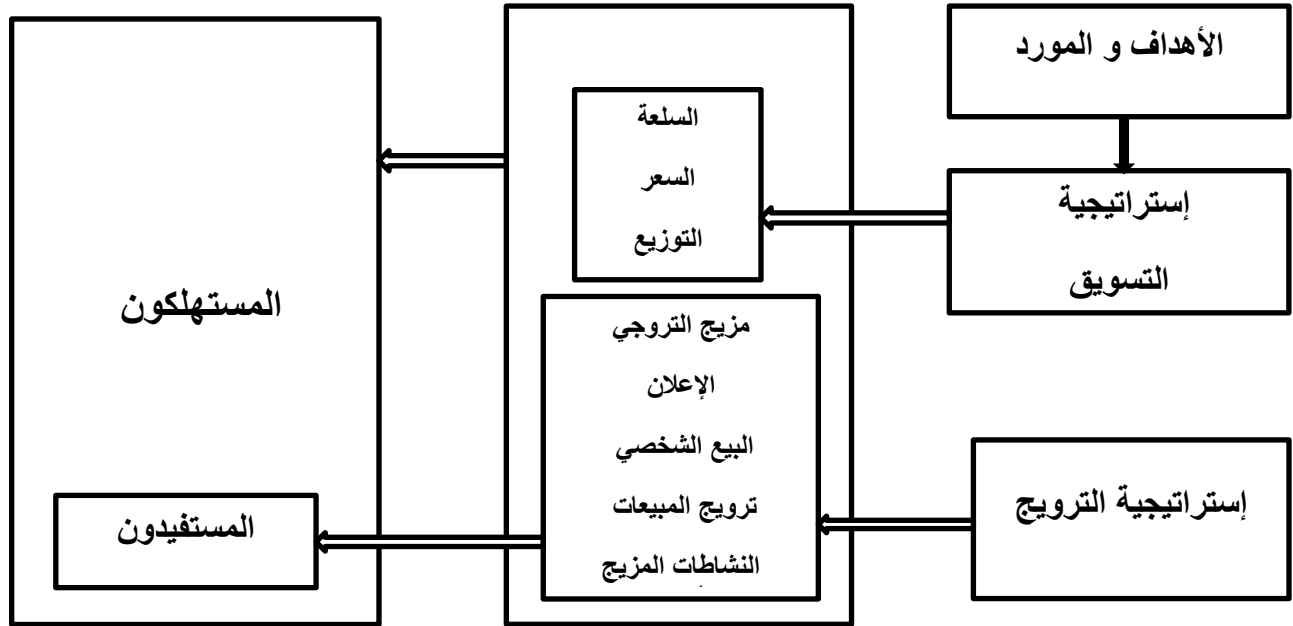 الأهداف و المورد
إستراتيجية
التسويق
إستراتيجية الترويج
السلعة
السعر
التوزيع
مزيج التروجي
الإعلان
البيع الشخصي
ترويج المبيعات
النشاطات المزيج
المستهلكون
المستفيدون